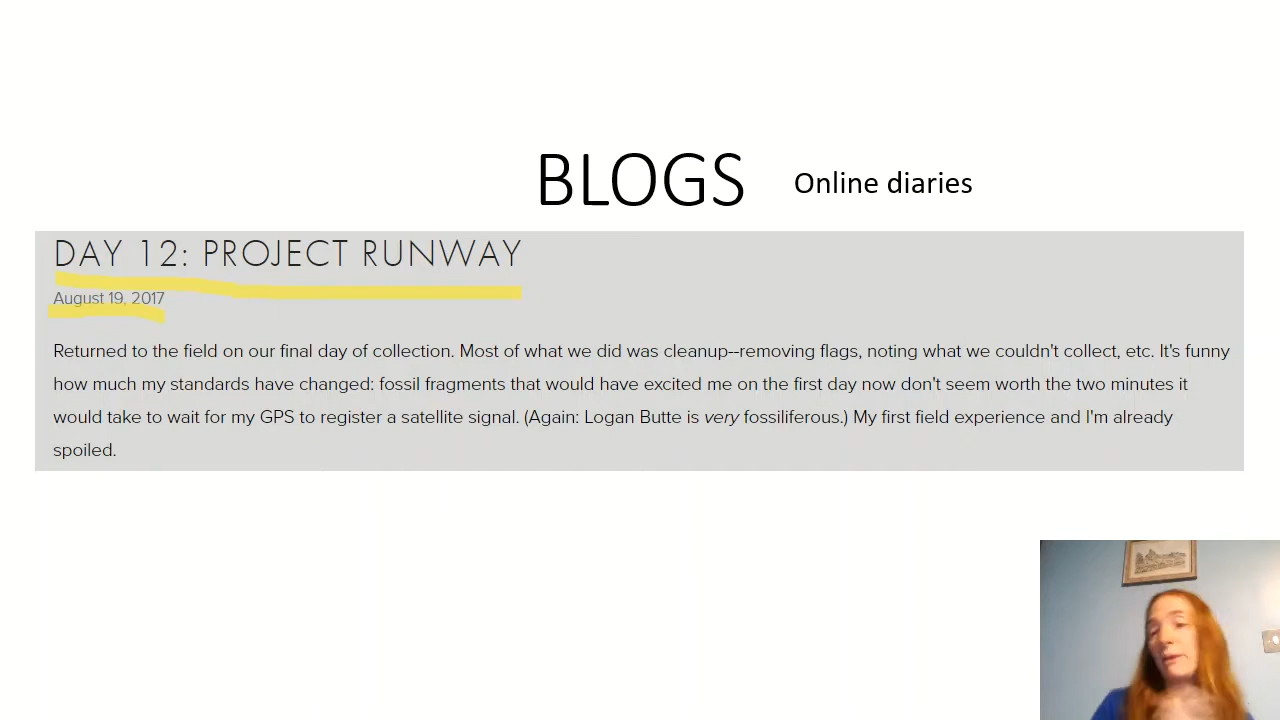 BLOGS Online diaries
DAY 12: PROJECT RUNWAY
August 19, 2017
Returned to the field on our final day of collection. Most of what we did was cleanup--removing flags, noting what we couldn't collect, etc. It's funny
how much my standards have changed: fossil fragments that would have excited me on the first day now don't seem worth the two minutes it
would take to wait for my GPS to register a satellite signal. (Again: Logan Butte is very fossiliferous.) My first field experience and I'm already
spoiled.